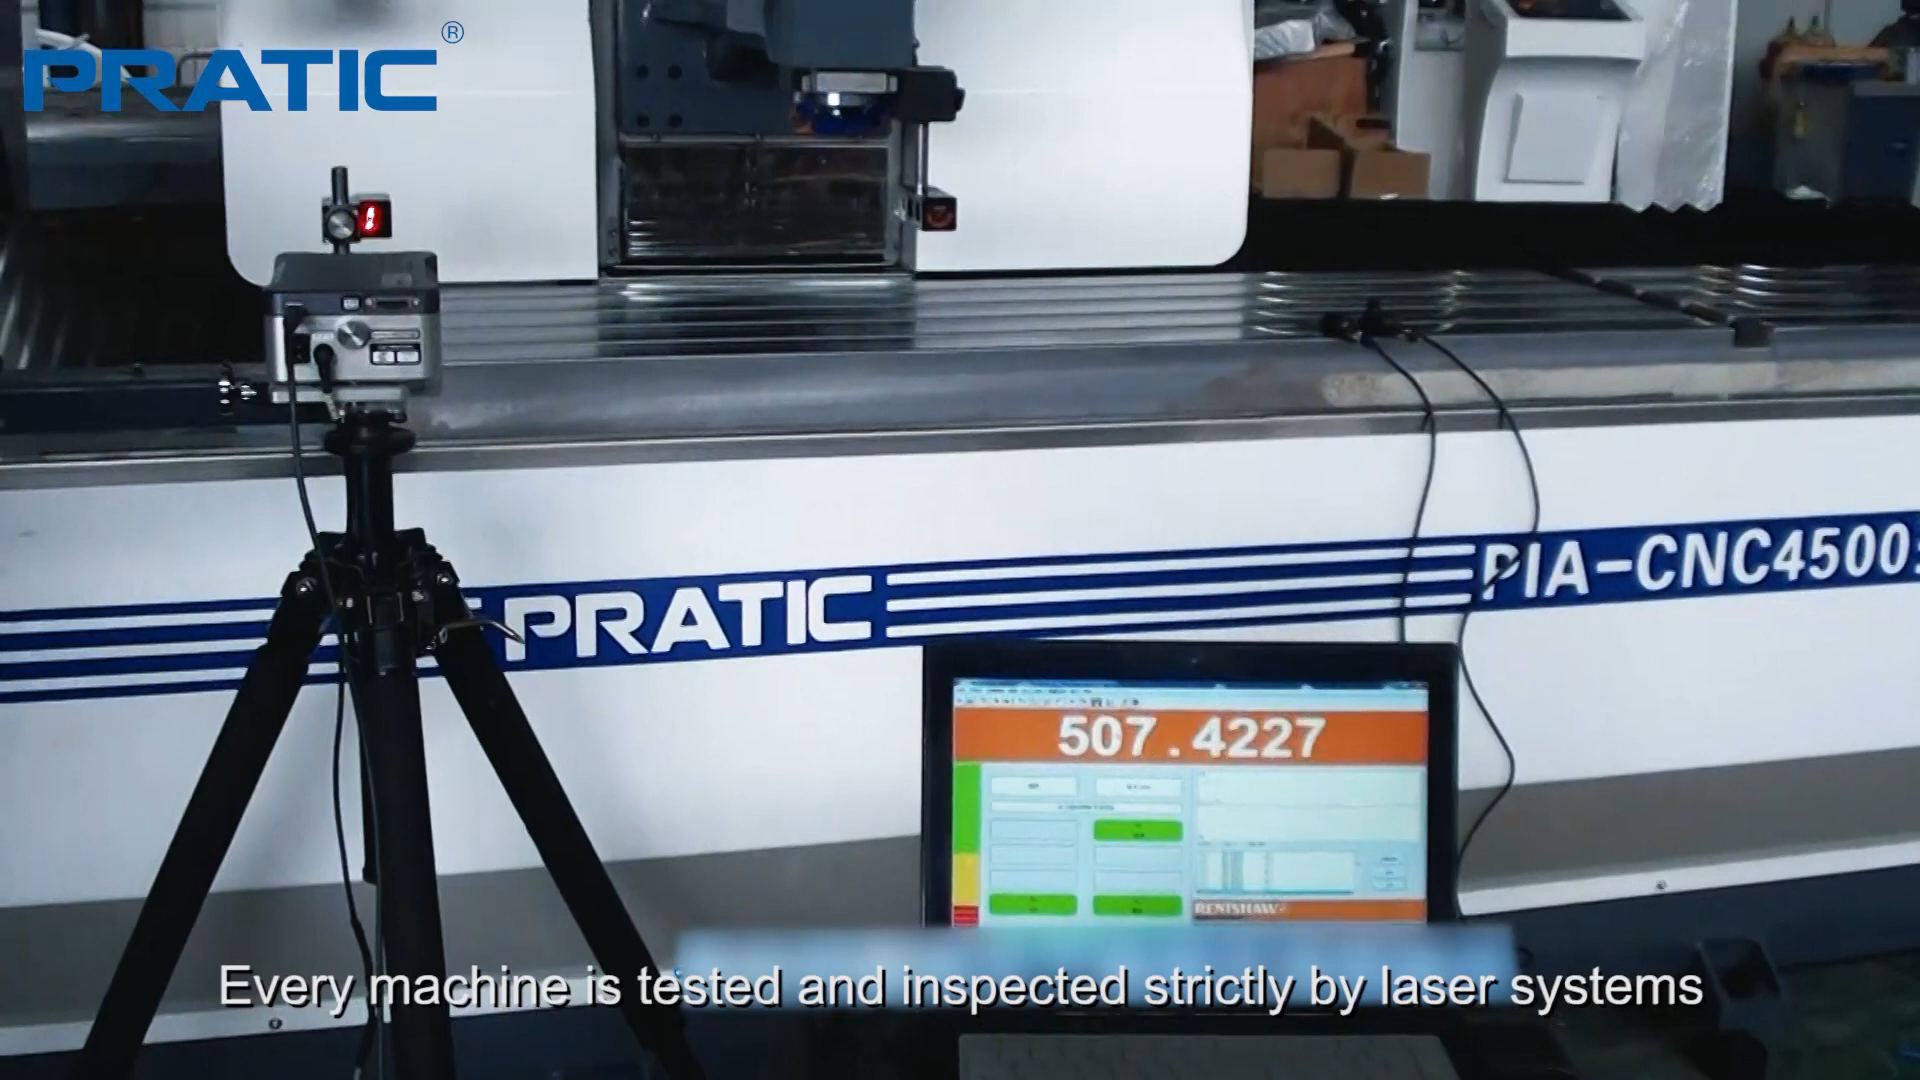 PRATIC®
PRATIC
PIA-CNC4500
507.4227
RENISHAW
Every machine is tested and inspected strictly by laser systems